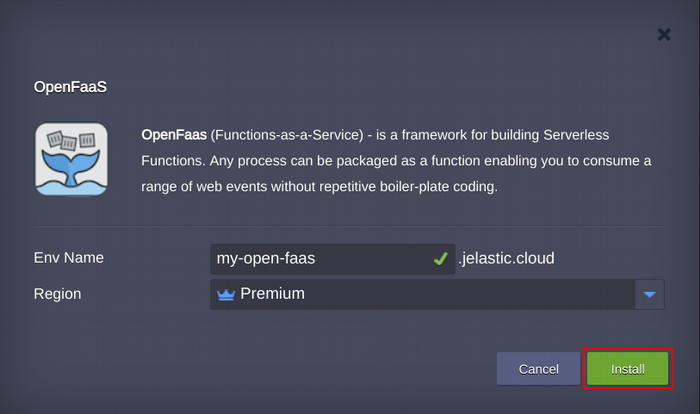 OpenFaaS
OpenFaas (Functions-as-a-Service) - is a framework for building Serverless
Functions. Any process can be packaged as a function enabling you to consume a
range of web events without repetitive boiler-plate coding.
Env Name my-open-faas .jelastic.cloud
Region Premium
Cancel Install